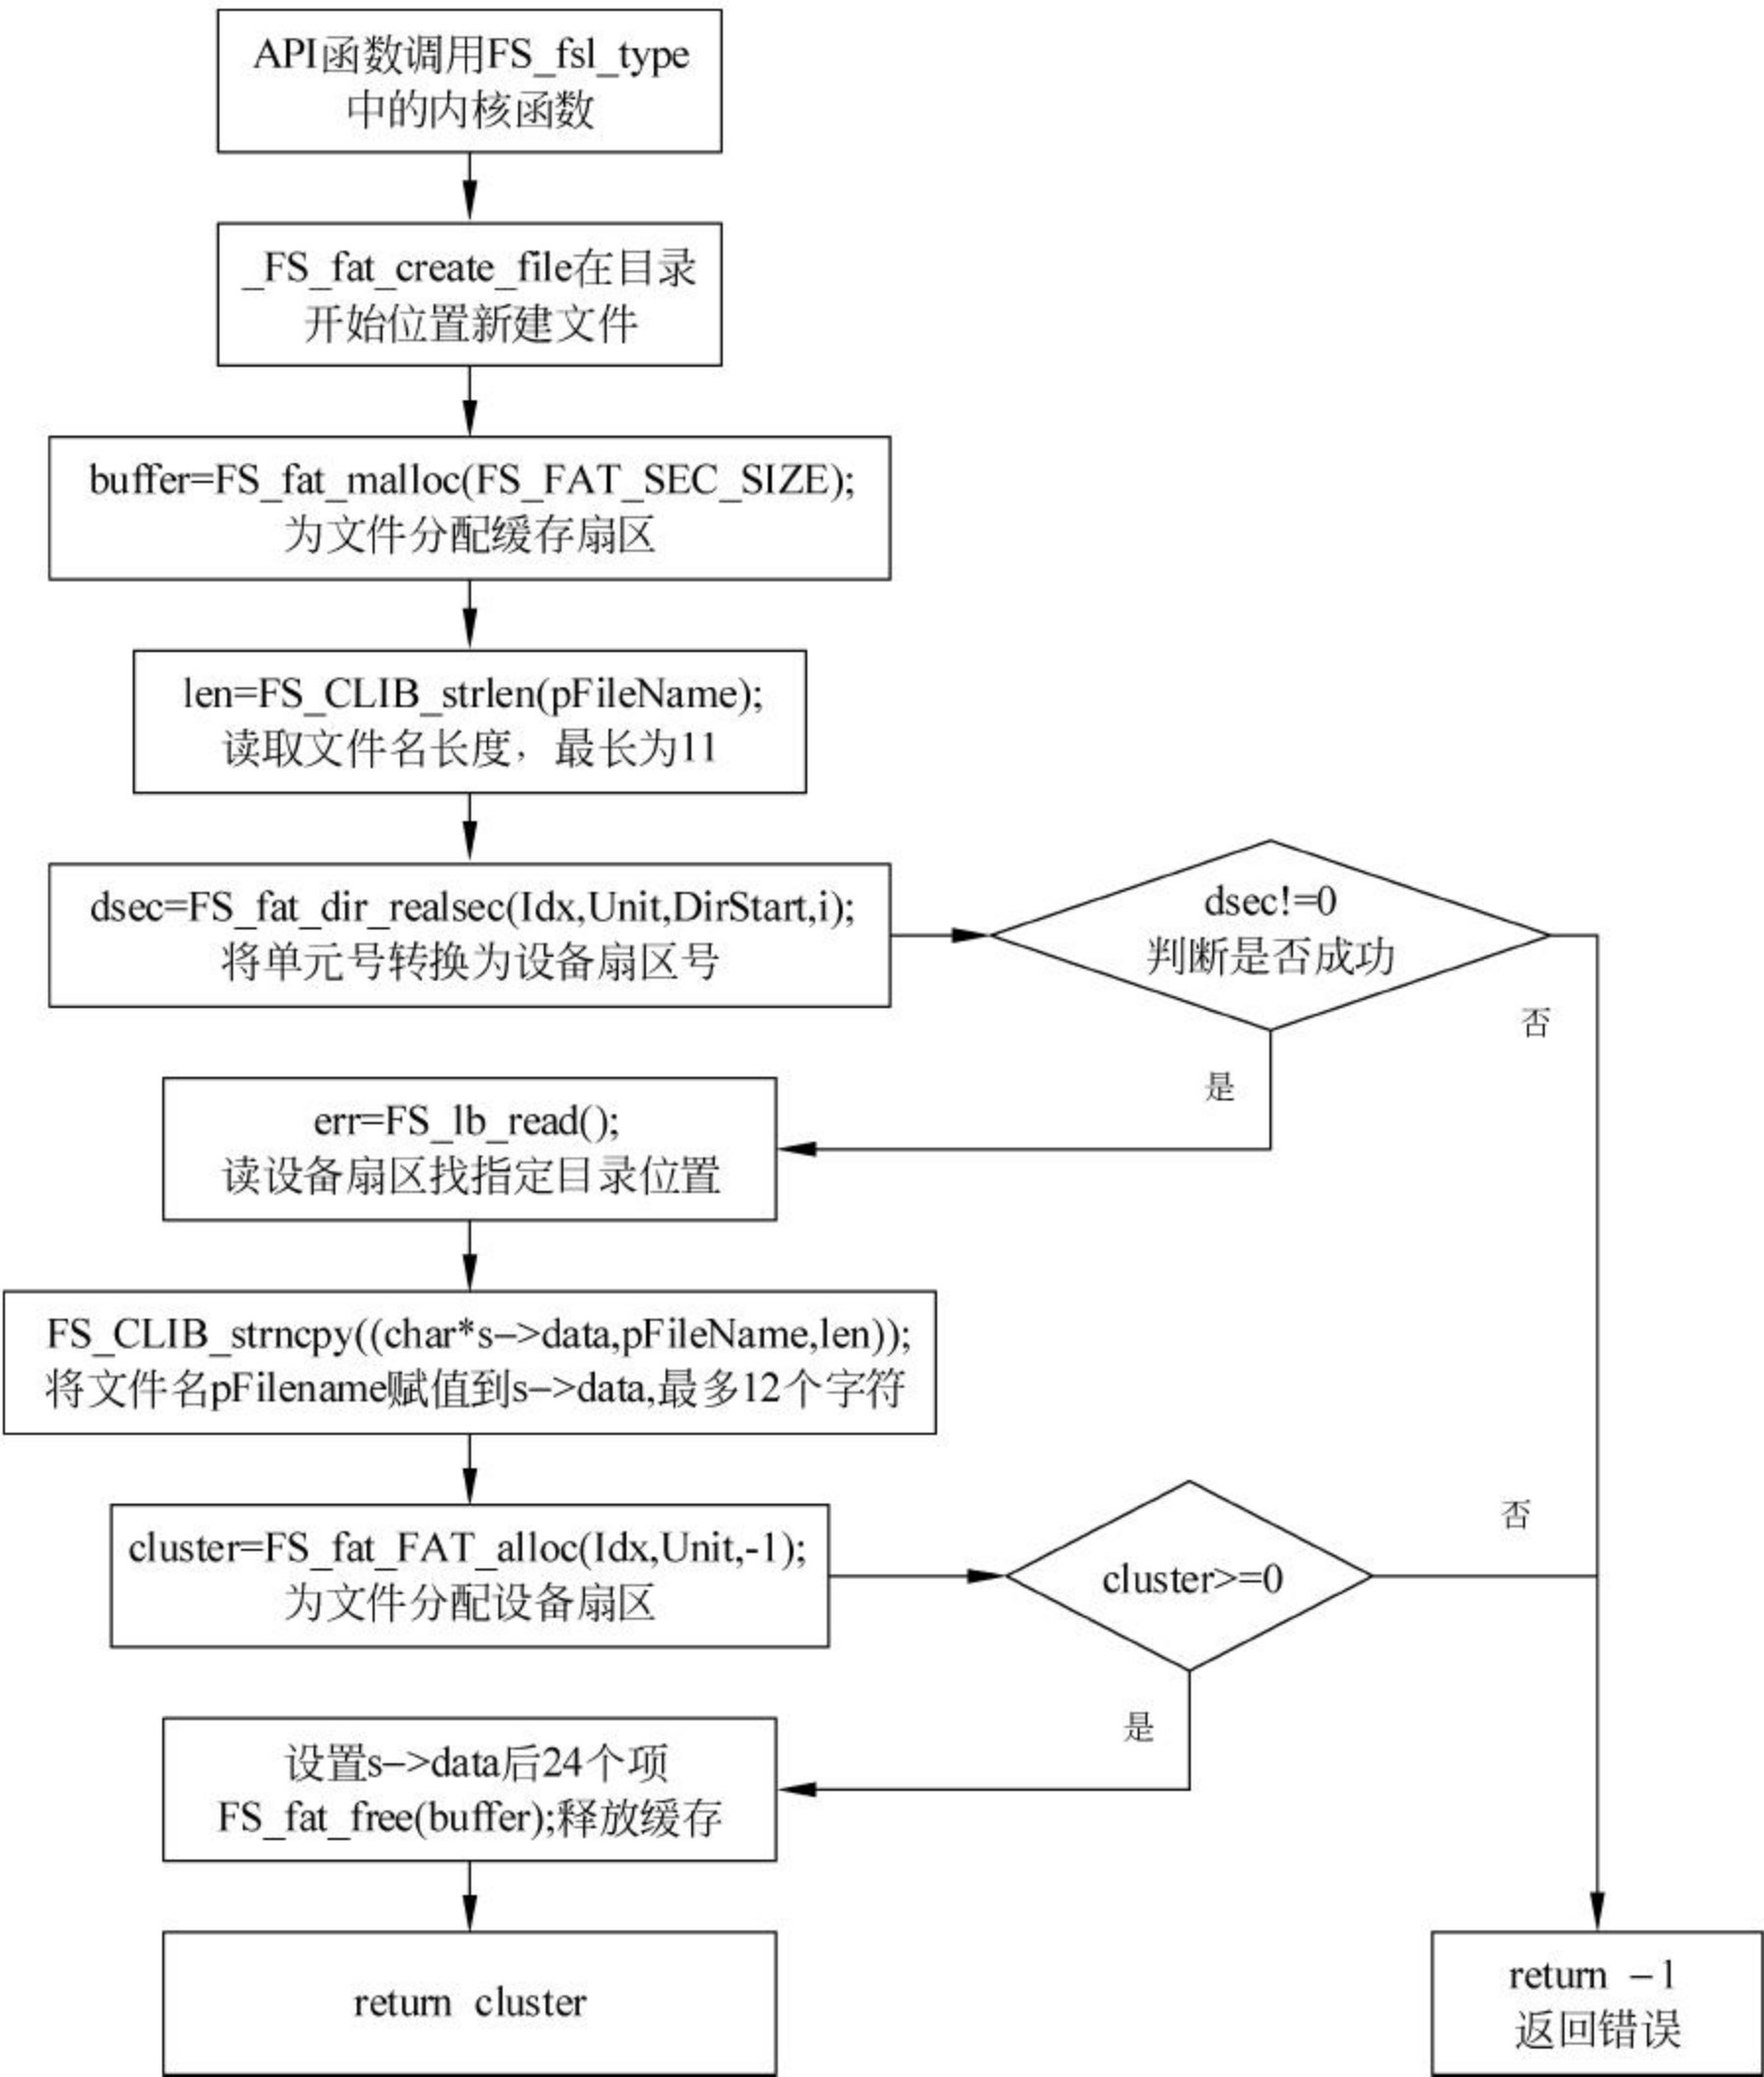 API函数调用FS_fsl_type
中的内核函数
_FS_fat_create_file在目录
开始位置新建文件
buffer=FS_fat_malloc(FS_FAT_SEC_SIZE);
为文件分配缓存扇区
len=FS_CLIB_strlen(pFileName);
读取文件名长度，最长为11
dsec=FS_fat_dir_realsec(Idx,Unit,DirStart,i);
将单元号转换为设备扇区号
dsec!=0
判断是否成功
否
是
err=FS_lb_read();
读设备扇区找指定目录位置
FS_CLIB_strncpy((char*s–>data,pFileName,len));
将文件名pFilename赋值到s–>data,最多12个字符
cluster=FS_fat_FAT_alloc(Idx,Unit,-1);
为文件分配设备扇区
cluster>=0
否
是
设置s–>data后24个项
FS_fat_free(buffer);释放缓存
return cluster
return –1
返回错误